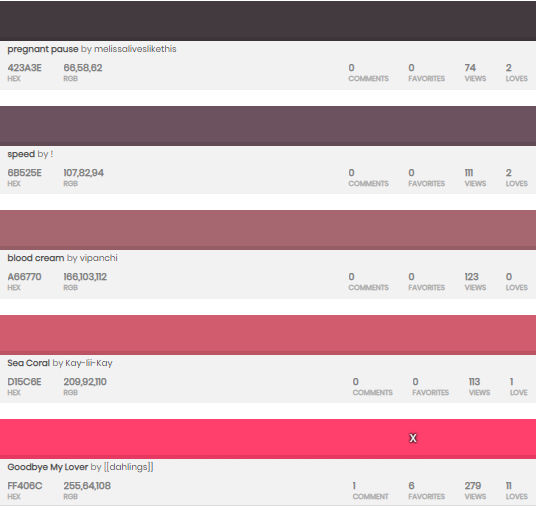 pregnant pause by melissaliveslikethis
423A3E 66,58,62 0 0 74 2
HEX RGB COMMENTS FAVORITES VIEWS LOVES
speed by !
6B525E 107,82,94 0 0 111 2
HEX RGB COMMENTS FAVORITES VIEWS LOVES
blood cream by vipanchi
A66770 166,103,112 0 0 123 0
HEX RGB COMMENTS FAVORITES VIEWS LOVES
Sea Coral by Kay-lii-Kay
D15C6E 209,92,110 0 0 113 1
HEX RGB COMMENTS FAVORITES VIEWS LOVE
X
Goodbye My Lover by [[dahlings]]
FF406C 255,64,108 1 6 279 11
HEX RGB COMMENT FAVORITES VIEWS LOVES